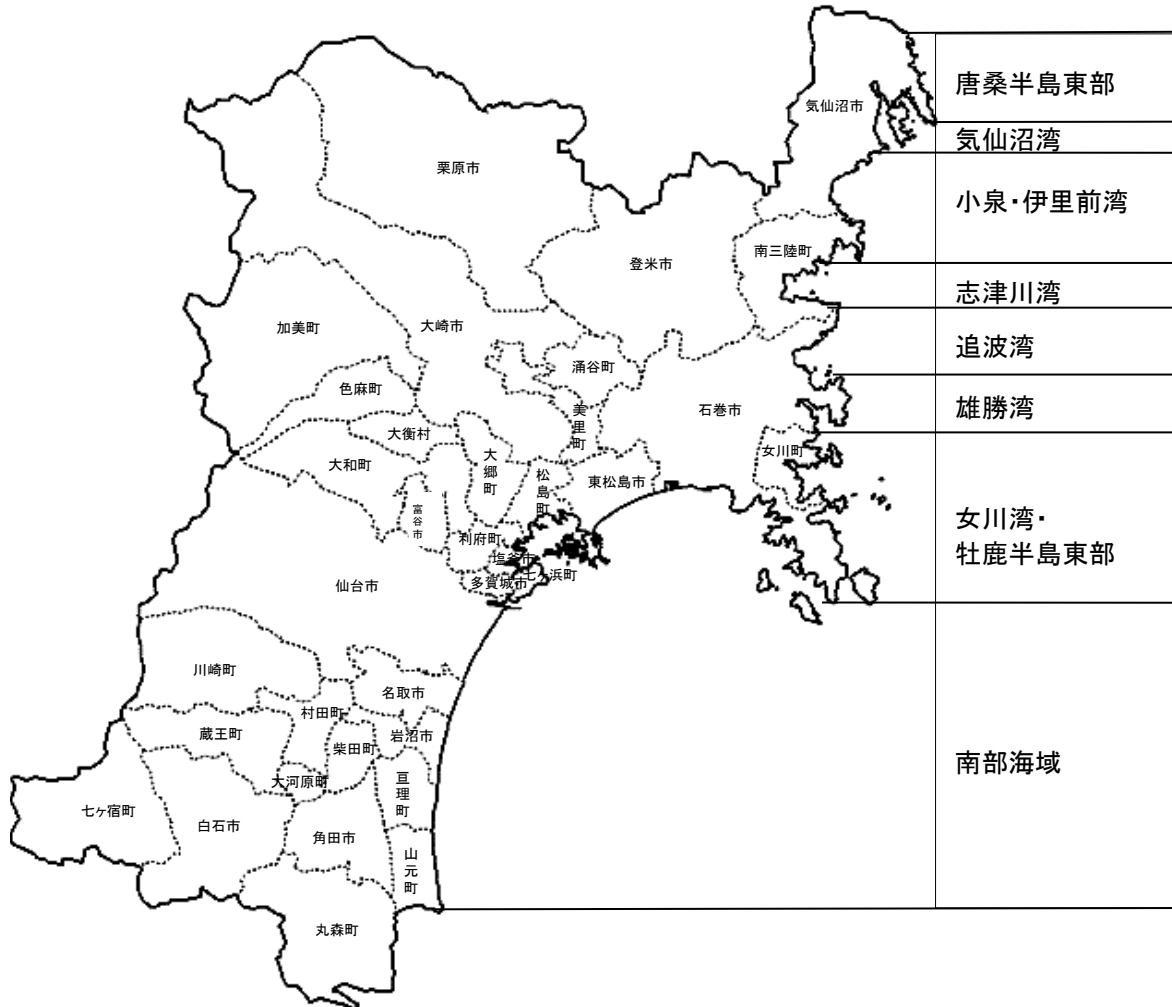 唐桑半島東部
気仙沼湾
小泉・伊里前湾
志津川湾
追波湾
雄勝湾
女川湾・
牡鹿半島東部
南部海域
気仙沼市
栗原市
南三陸町
登米市
加美町
大崎市
涌谷町
色麻町
美里町
石巻市
大衡村
女川町
大和町
大郷町
松島町
東松島市
富谷市
利府町
塩釜市
多賀城市
七ヶ浜町
仙台市
川崎町
名取市
村田町
蔵王町
柴田町
岩沼市
大河原町
亘理町
七ヶ宿町
白石市
角田市
山元町
丸森町